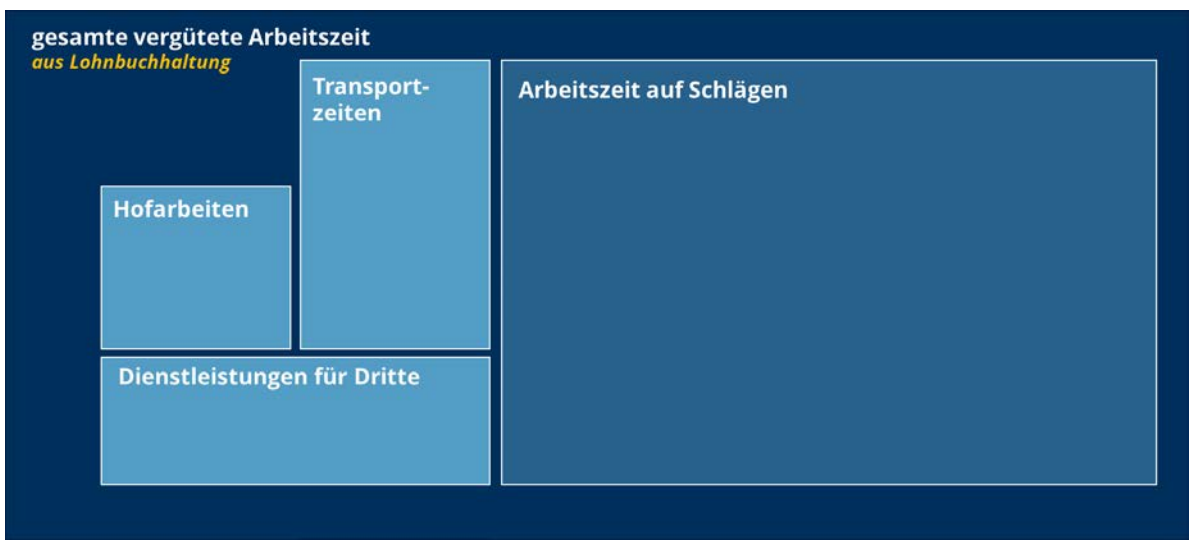 gesamte vergütete Arbeitszeit
aus Lohnbuchhaltung
Transport-
zeiten
Arbeitszeit auf Schlägen
Hofarbeiten
Dienstleistungen für Dritte